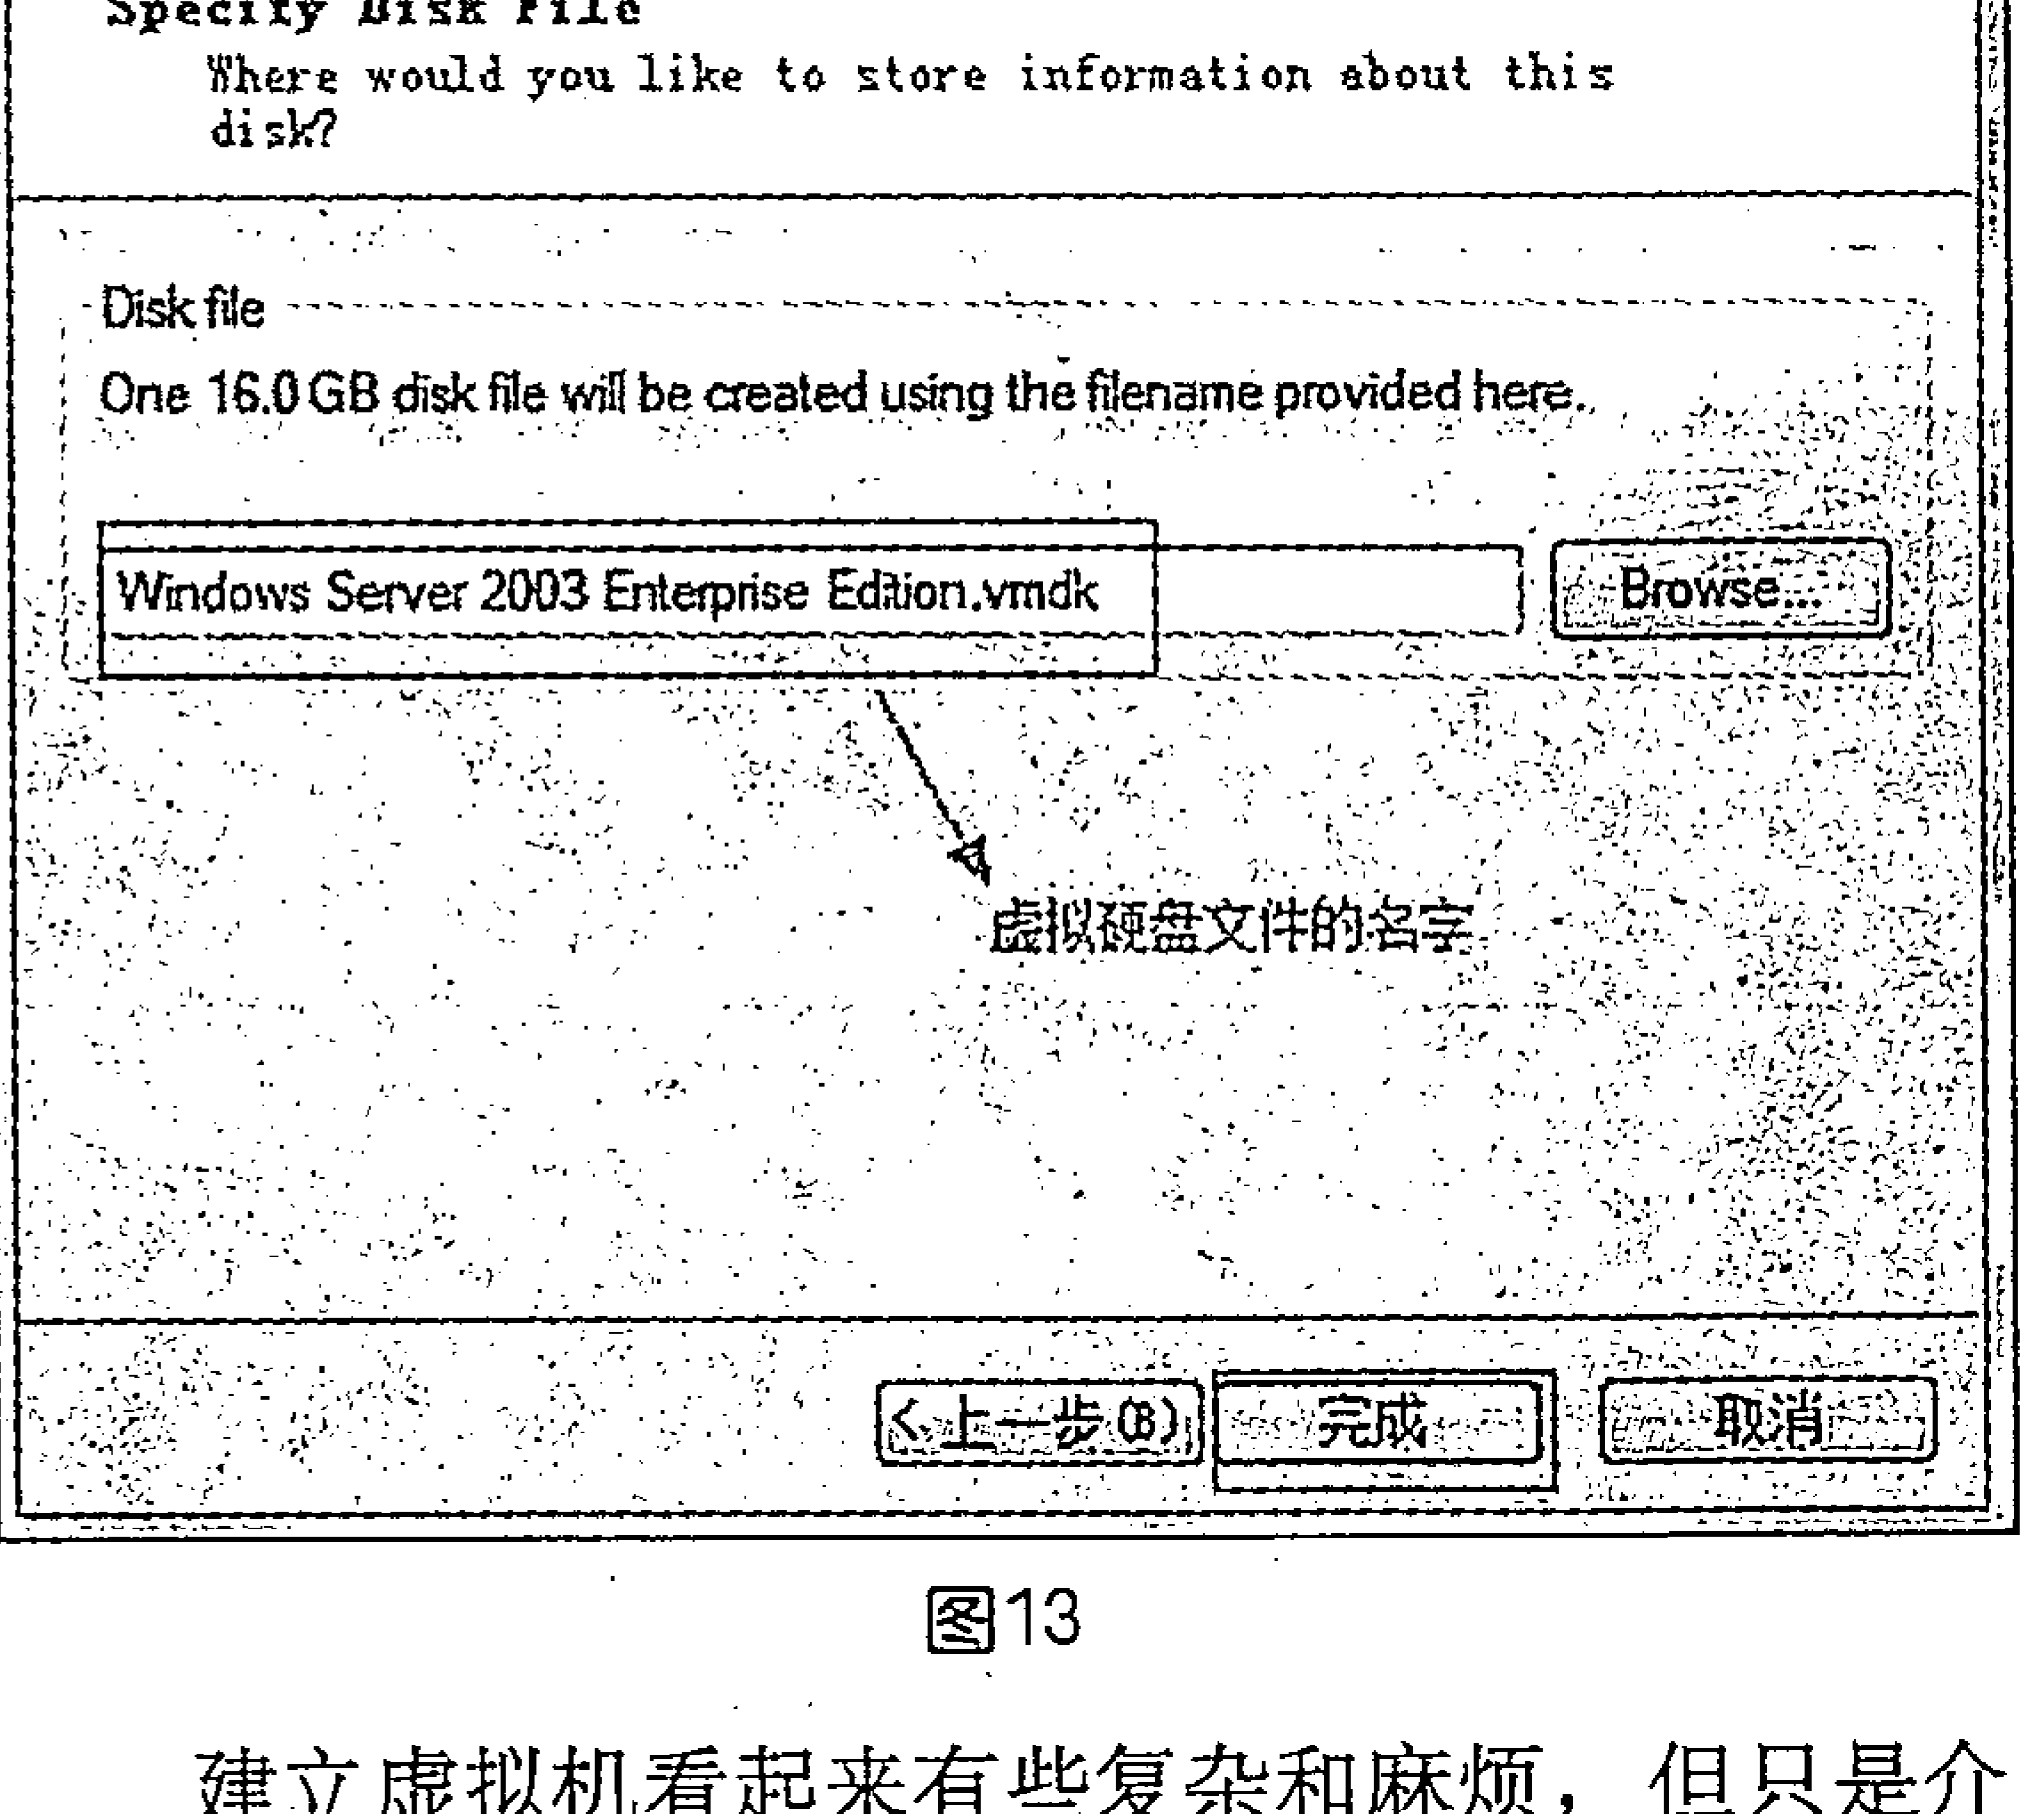 Specify Disk File
Where would you like to store information about this
disk?
Disk file
One 16.0 GB disk file will be created using the filename provided here.
Windows Server 2003 Enterprise Edition.vmdk
Browse...
虚拟硬盘文件的名字
<上一步(B)
完成
取消
图13
建立虚拟机看起来有些复杂和麻烦，但只是介